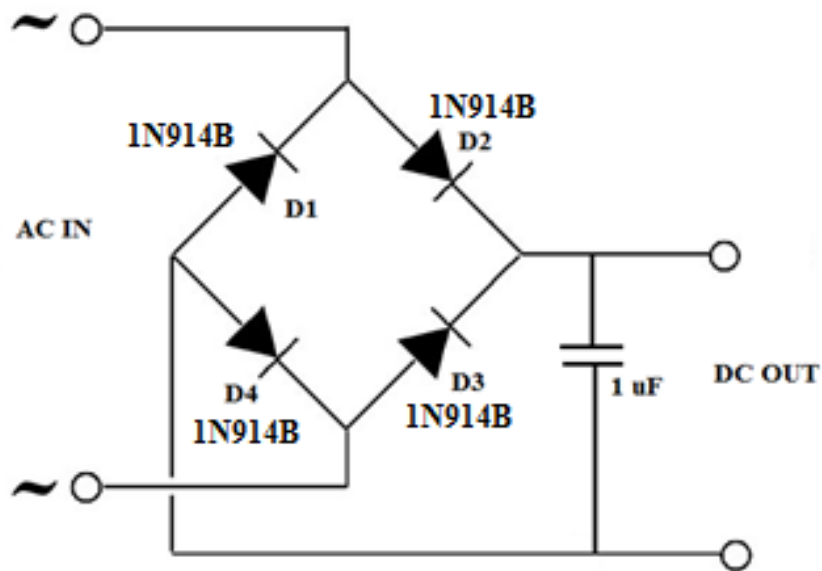 ~
1N914B
1N914B
D2
D1
AC IN
D4
D3
1 uF
DC OUT
1N914B
1N914B
~